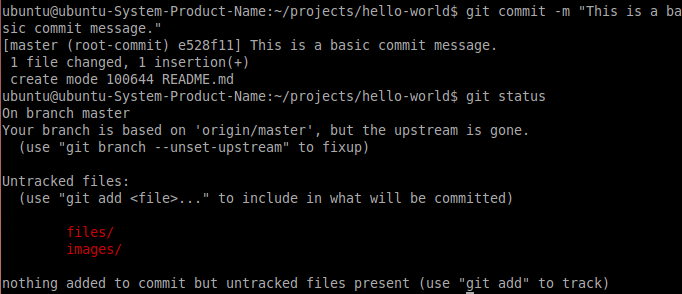 ubuntu@ubuntu-System-Product-Name:~/projects/hello-world$ git commit -m "This is a ba
sic commit message."
[master (root-commit) e528f11] This is a basic commit message.
 1 file changed, 1 insertion(+)
 create mode 100644 README.md
ubuntu@ubuntu-System-Product-Name:~/projects/hello-world$ git status
On branch master
Your branch is based on 'origin/master', but the upstream is gone.
  (use "git branch --unset-upstream" to fixup)
Untracked files:
  (use "git add <file>..." to include in what will be committed)
        files/
        images/
nothing added to commit but untracked files present (use "git add" to track)